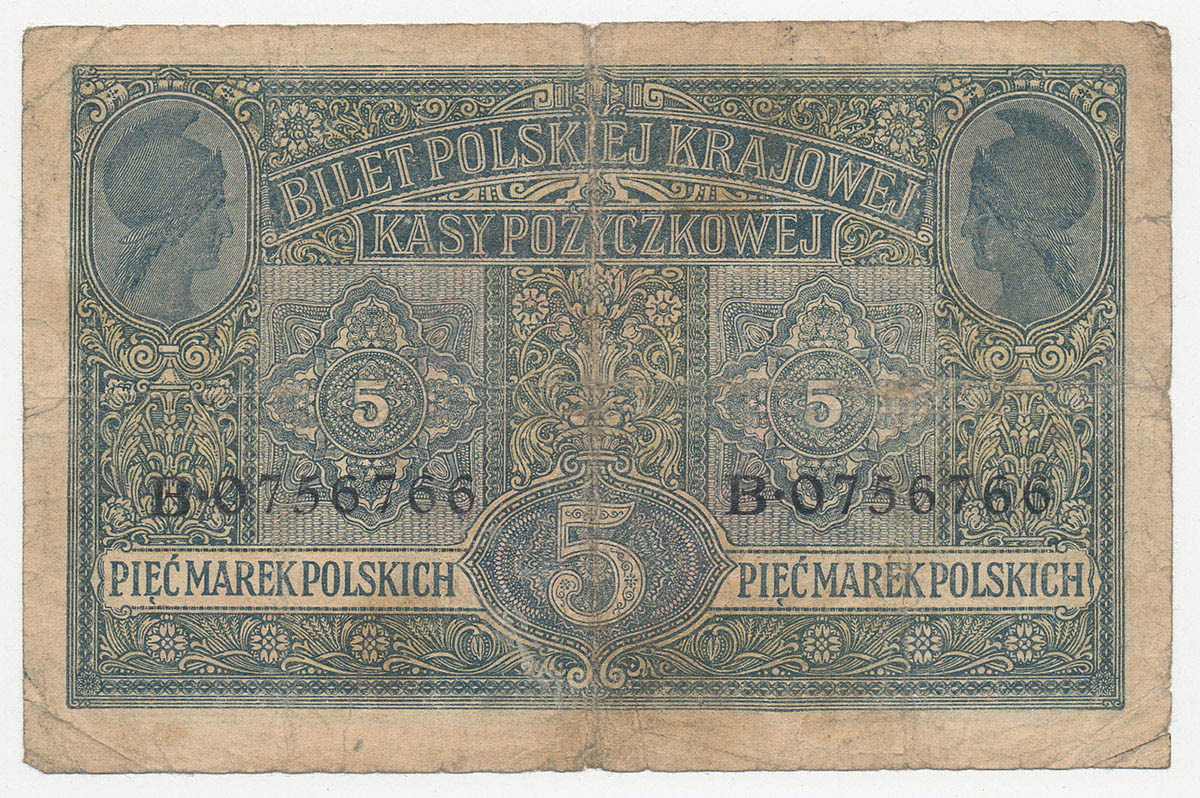 BILET POLSKIEJ KRAJOWEJ
KASY POŻYCZKOWEJ
5 5
B·0756766 B·0756766
PIĘĆ MAREK POLSKICH 5 PIĘĆ MAREK POLSKICH